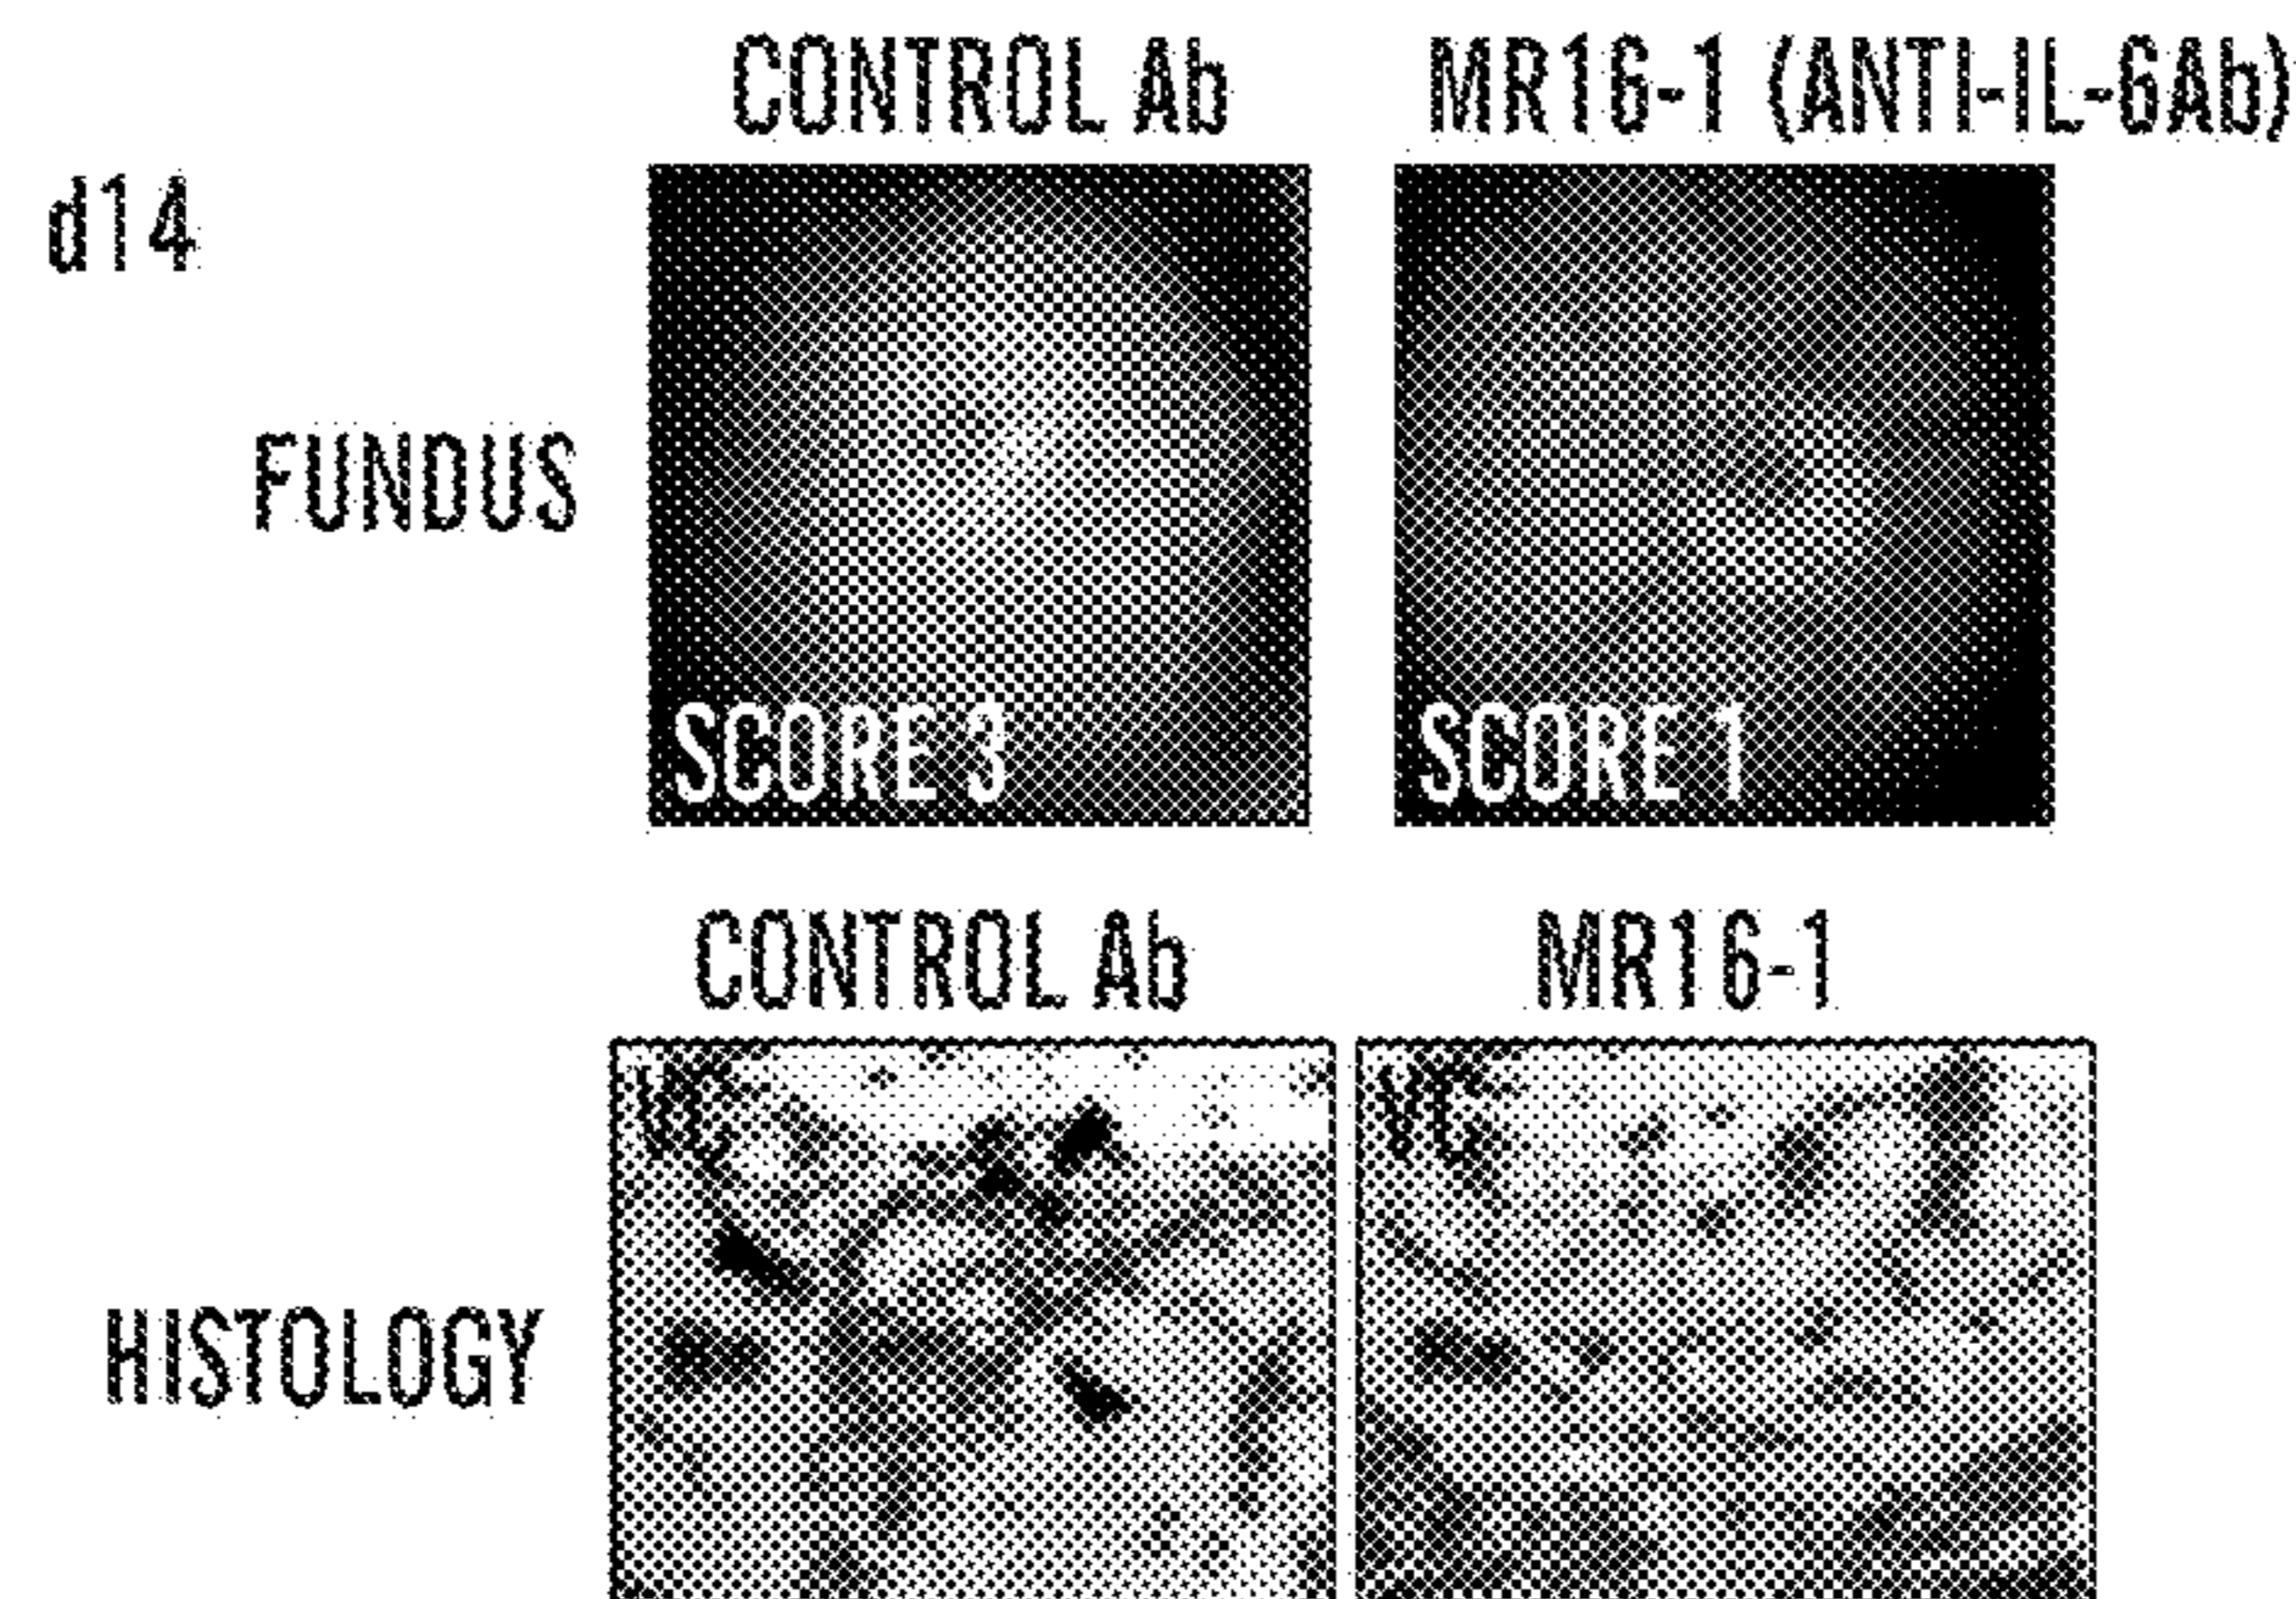 CONTROL Ab MR16-1 (ANTI-IL-6Ab)
d14
FUNDUS
SCORE 3 SCORE 1
CONTROL Ab MR16-1
VC VC
HISTOLOGY